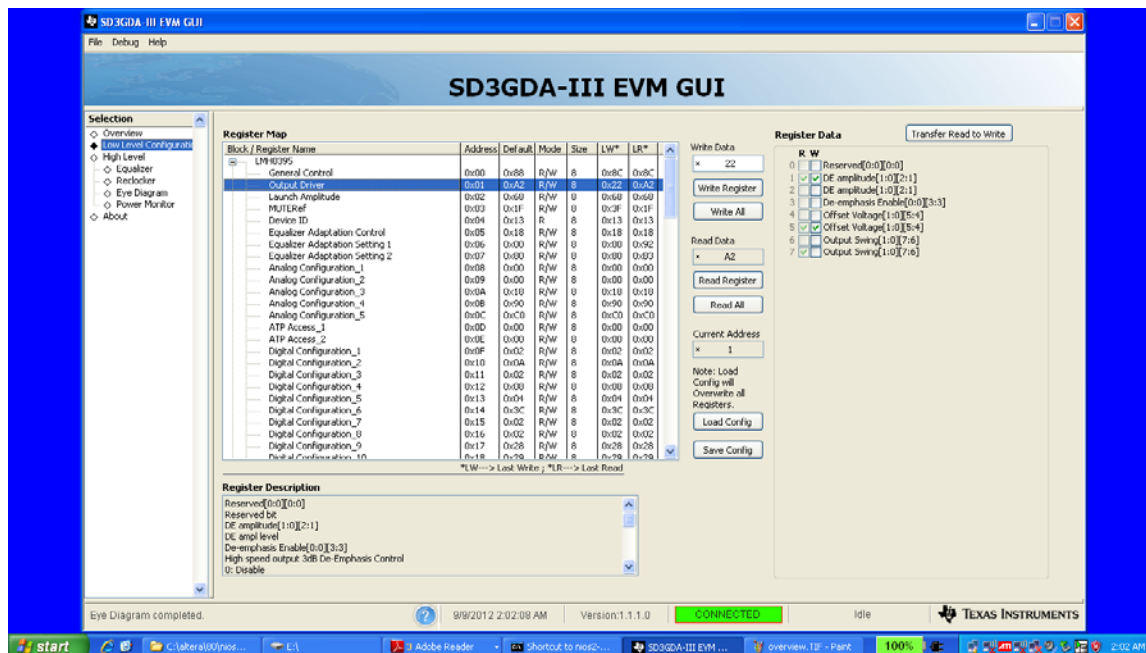 SD3GDA-III EVM GUI
File Debug Help
SD3GDA-III EVM GUI
Selection
Overview
Low Level Configurati
High Level
Equalizer
Reclocker
Eye Diagram
Power Monitor
About
Register Map
Block / Register Name Address Default Mode Size LW* LR*
LMH0395
General Control 0x00 0x88 R/W 8 0x8C 0x8C
Output Driver 0x01 0xA2 R/W 8 0x22 0xA2
Launch Amplitude 0x02 0x60 R/W 8 0x60 0x60
MUTERef 0x03 0x1F R/W 8 0x3F 0x1F
Device ID 0x04 0x13 R 8 0x13 0x13
Equalizer Adaptation Control 0x05 0x18 R/W 8 0x18 0x18
Equalizer Adaptation Setting 1 0x06 0x00 R/W 8 0x00 0x92
Equalizer Adaptation Setting 2 0x07 0x00 R/W 8 0x00 0x83
Analog Configuration_1 0x08 0x00 R/W 8 0x00 0x00
Analog Configuration_2 0x09 0x00 R/W 8 0x00 0x00
Analog Configuration_3 0x0A 0x10 R/W 8 0x10 0x10
Analog Configuration_4 0x0B 0x90 R/W 8 0x90 0x90
Analog Configuration_5 0x0C 0xC0 R/W 8 0xC0 0xC0
ATP Access_1 0x0D 0x00 R/W 8 0x00 0x00
ATP Access_2 0x0E 0x00 R/W 8 0x00 0x00
Digital Configuration_1 0x0F 0x02 R/W 8 0x02 0x02
Digital Configuration_2 0x10 0x0A R/W 8 0x0A 0x0A
Digital Configuration_3 0x11 0x02 R/W 8 0x02 0x02
Digital Configuration_4 0x12 0x08 R/W 8 0x08 0x08
Digital Configuration_5 0x13 0x04 R/W 8 0x04 0x04
Digital Configuration_6 0x14 0x3C R/W 8 0x3C 0x3C
Digital Configuration_7 0x15 0x02 R/W 8 0x02 0x02
Digital Configuration_8 0x16 0x02 R/W 8 0x02 0x02
Digital Configuration_9 0x17 0x28 R/W 8 0x28 0x28
Digital Configuration_10 0x18 0x29 R/W 8 0x29 0x29
*LW---> Last Write ; *LR---> Last Read
Write Data
× 22
Write Register
Write All
Read Data
× A2
Read Register
Read All
Current Address
× 1
Note: Load
Config will
Overwrite all
Registers.
Load Config
Save Config
Register Data
Transfer Read to Write
R W
0 Reserved[0:0][0:0]
1 DE amplitude[1:0][2:1]
2 DE amplitude[1:0][2:1]
3 De-emphasis Enable[0:0][3:3]
4 Offset Voltage[1:0][5:4]
5 Offset Voltage[1:0][5:4]
6 Output Swing[1:0][7:6]
7 Output Swing[1:0][7:6]
Register Description
Reserved[0:0][0:0]
Reserved bit
DE amplitude[1:0][2:1]
DE ampl level
De-emphasis Enable[0:0][3:3]
High speed output 3dB De-Emphasis Control
0: Disable
Eye Diagram completed.
?
9/9/2012 2:02:08 AM
Version:1.1.1.0
CONNECTED
Idle
TEXAS INSTRUMENTS
start
C:\altera\00\nios...
E:\
3 Adobe Reader
Shortcut to nios2-...
SD3GDA-III EVM ...
overview.TIF - Paint
100%
2:02 AM